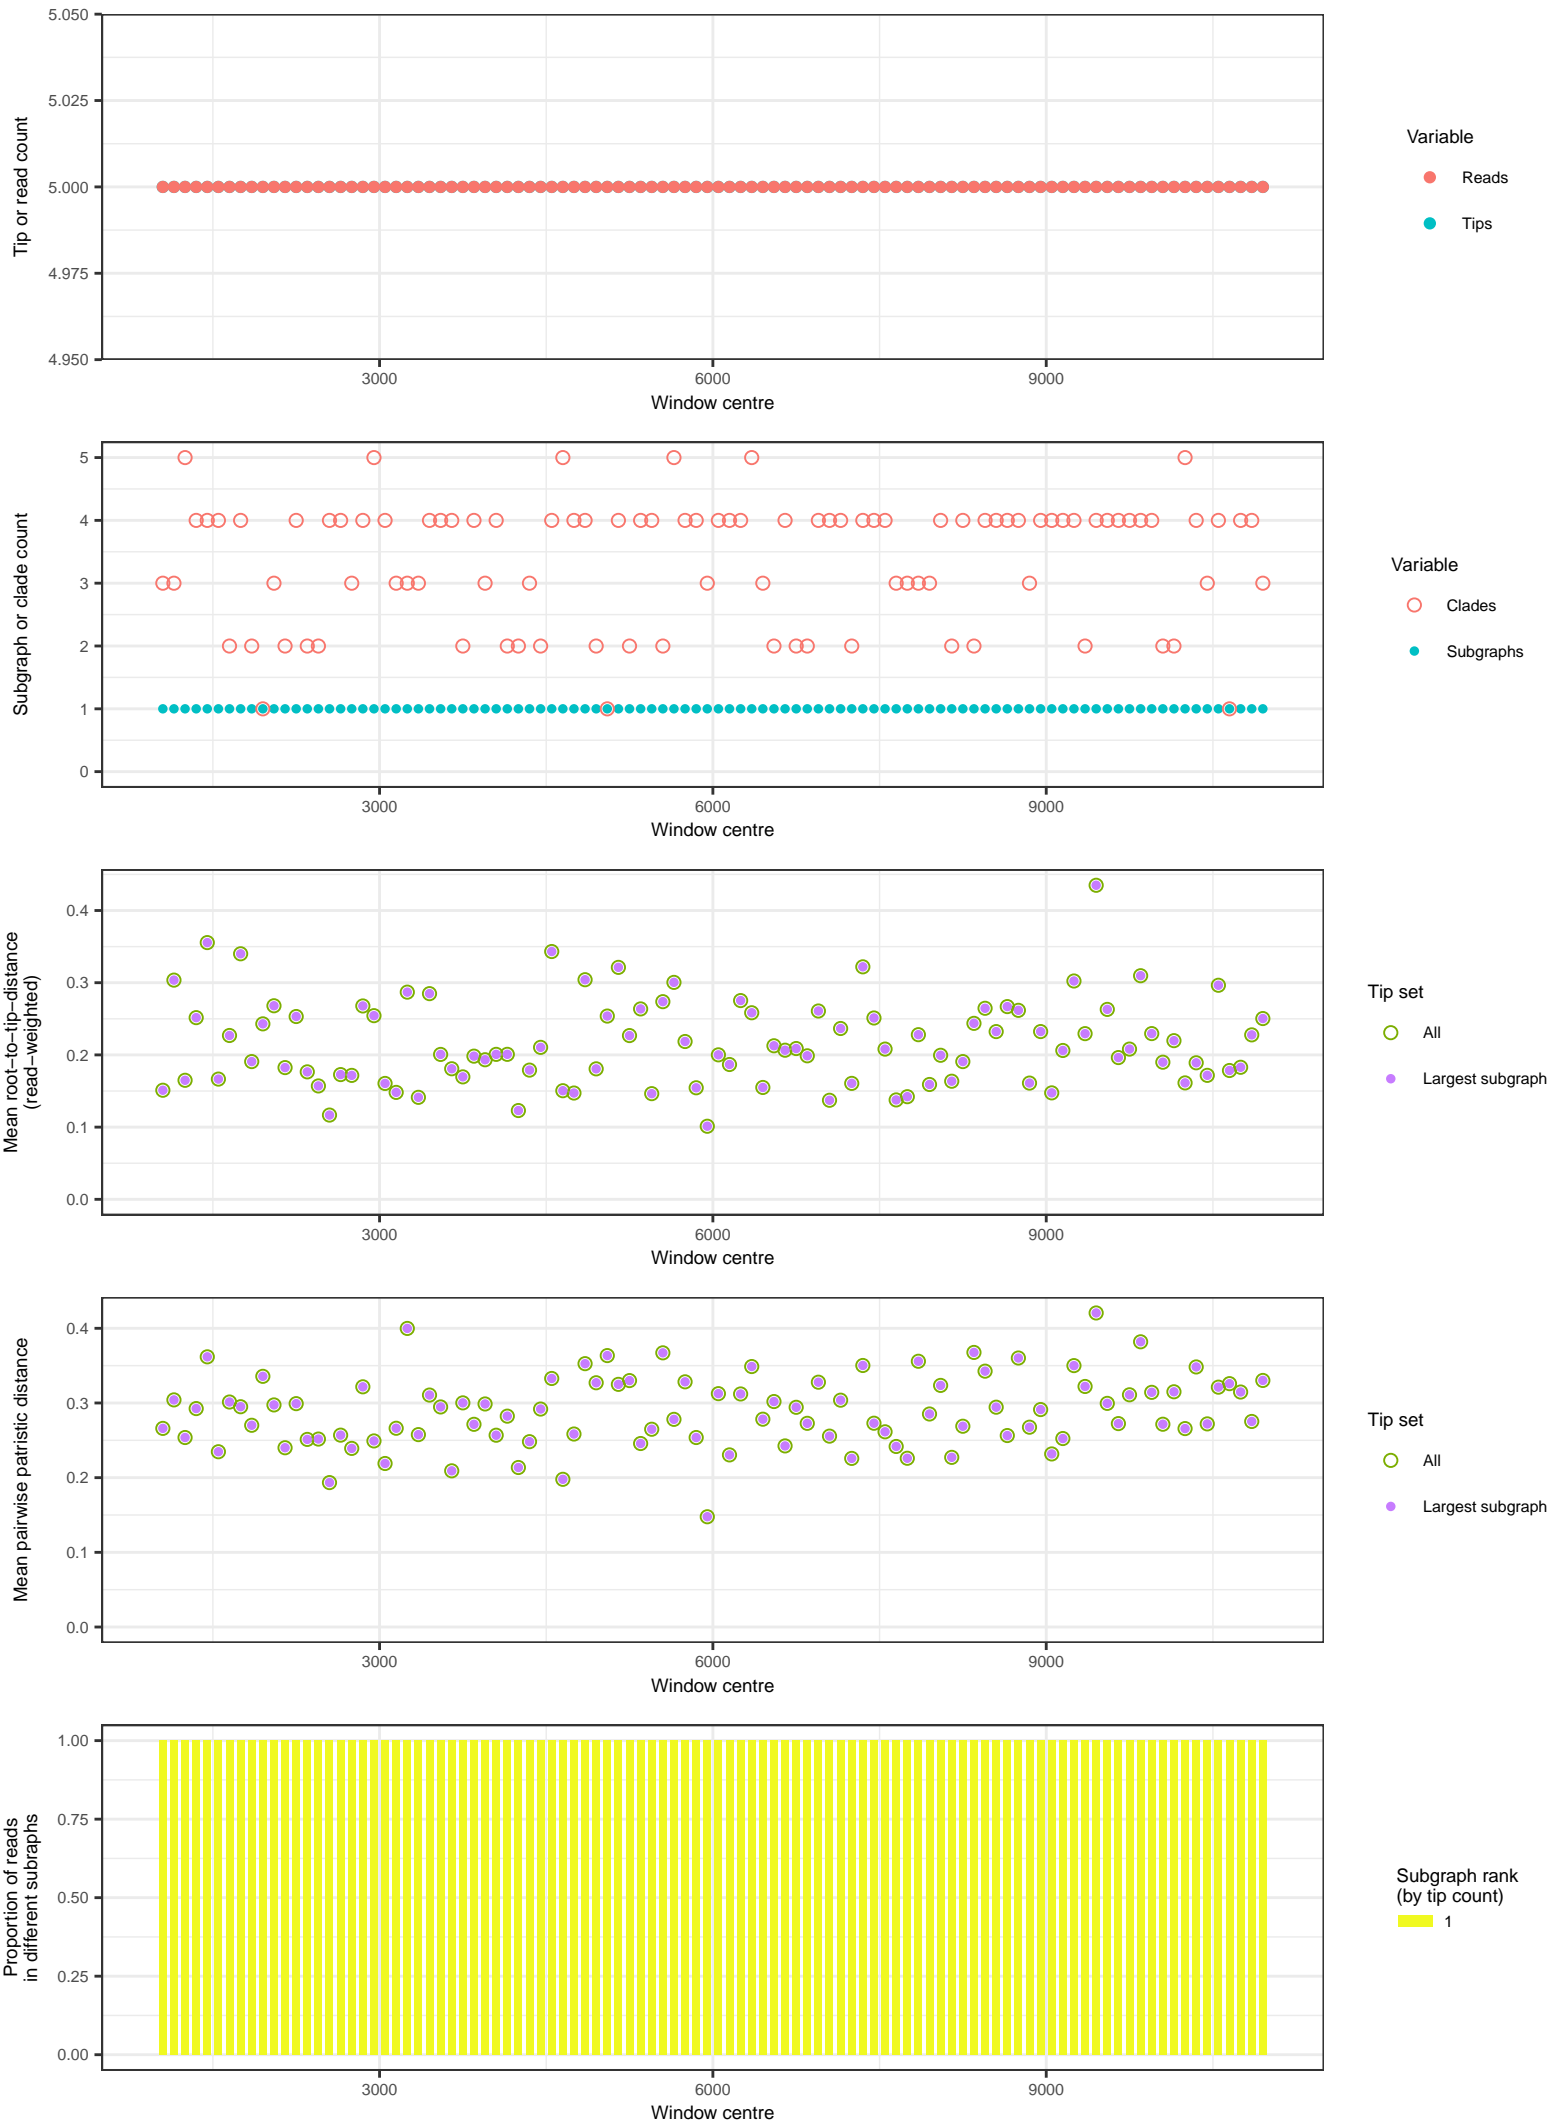 5.050
5.025
5.000
4.975
4.950
Tip or read count
3000
6000
9000
Window centre
Variable
Reads
Tips
5
4
3
2
1
0
Subgraph or clade count
3000
6000
9000
Window centre
Variable
Clades
Subgraphs
0.4
0.3
0.2
0.1
0.0
Mean root−to−tip−distance
(read−weighted)
3000
6000
9000
Window centre
Tip set
All
Largest subgraph
0.4
0.3
0.2
0.1
0.0
Mean pairwise patristic distance
3000
6000
9000
Window centre
Tip set
All
Largest subgraph
1.00
0.75
0.50
0.25
0.00
Proportion of reads
in different subraphs
3000
6000
9000
Window centre
Subgraph rank
(by tip count)
1